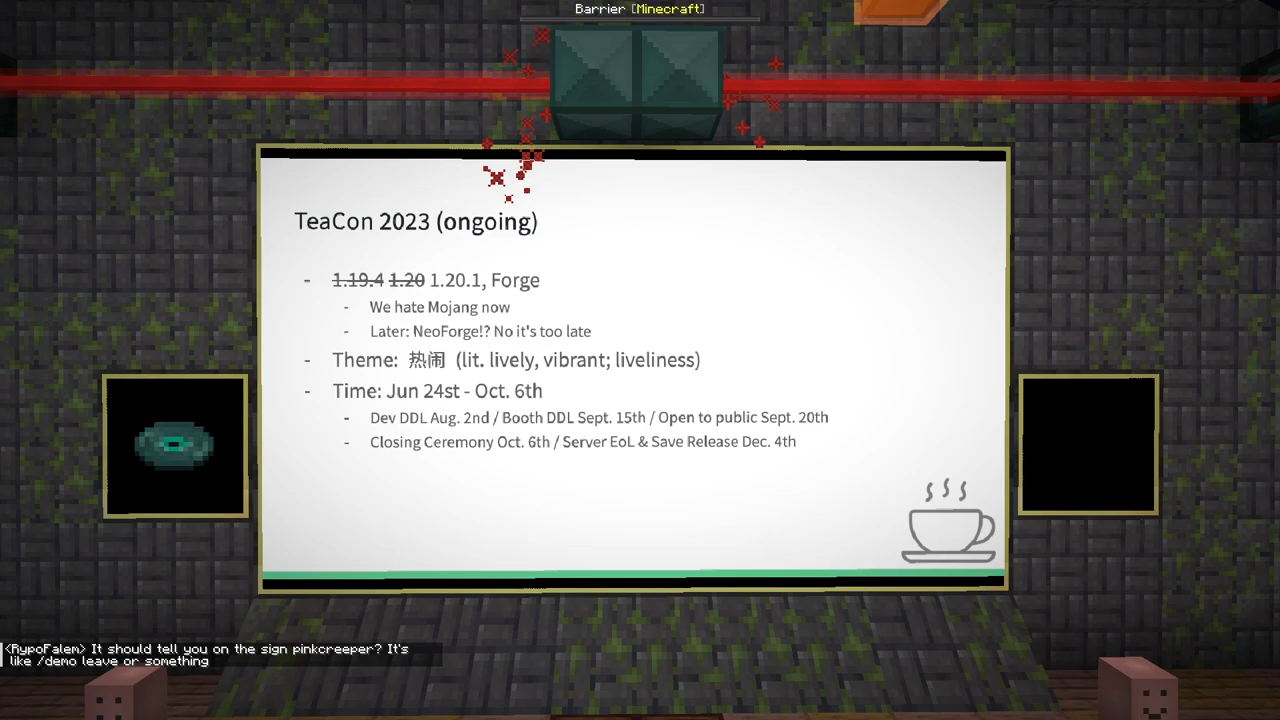 Barrier [Minecraft]
TeaCon 2023 (ongoing)
- 1.19.4 1.20 1.20.1, Forge
- We hate Mojang now
- Later: NeoForge!? No it's too late
- Theme: 热闹 (lit. lively, vibrant; liveliness)
- Time: Jun 24st - Oct. 6th
- Dev DDL Aug. 2nd / Booth DDL Sept. 15th / Open to public Sept. 20th
- Closing Ceremony Oct. 6th / Server EoL & Save Release Dec. 4th
<RypoFalem> It should tell you on the sign pinkcreeper? It's
like /demo leave or something